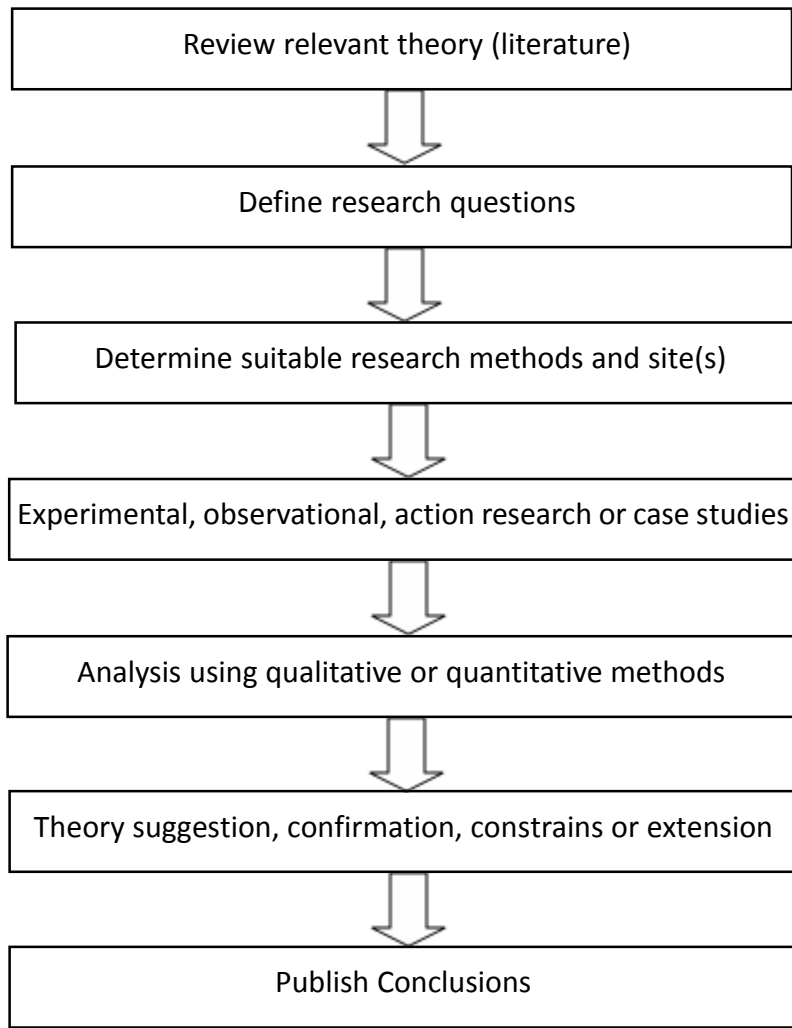 Review relevant theory (literature)
Define research questions
Determine suitable research methods and site(s)
Experimental, observational, action research or case studies
Analysis using qualitative or quantitative methods
Theory suggestion, confirmation, constrains or extension
Publish Conclusions